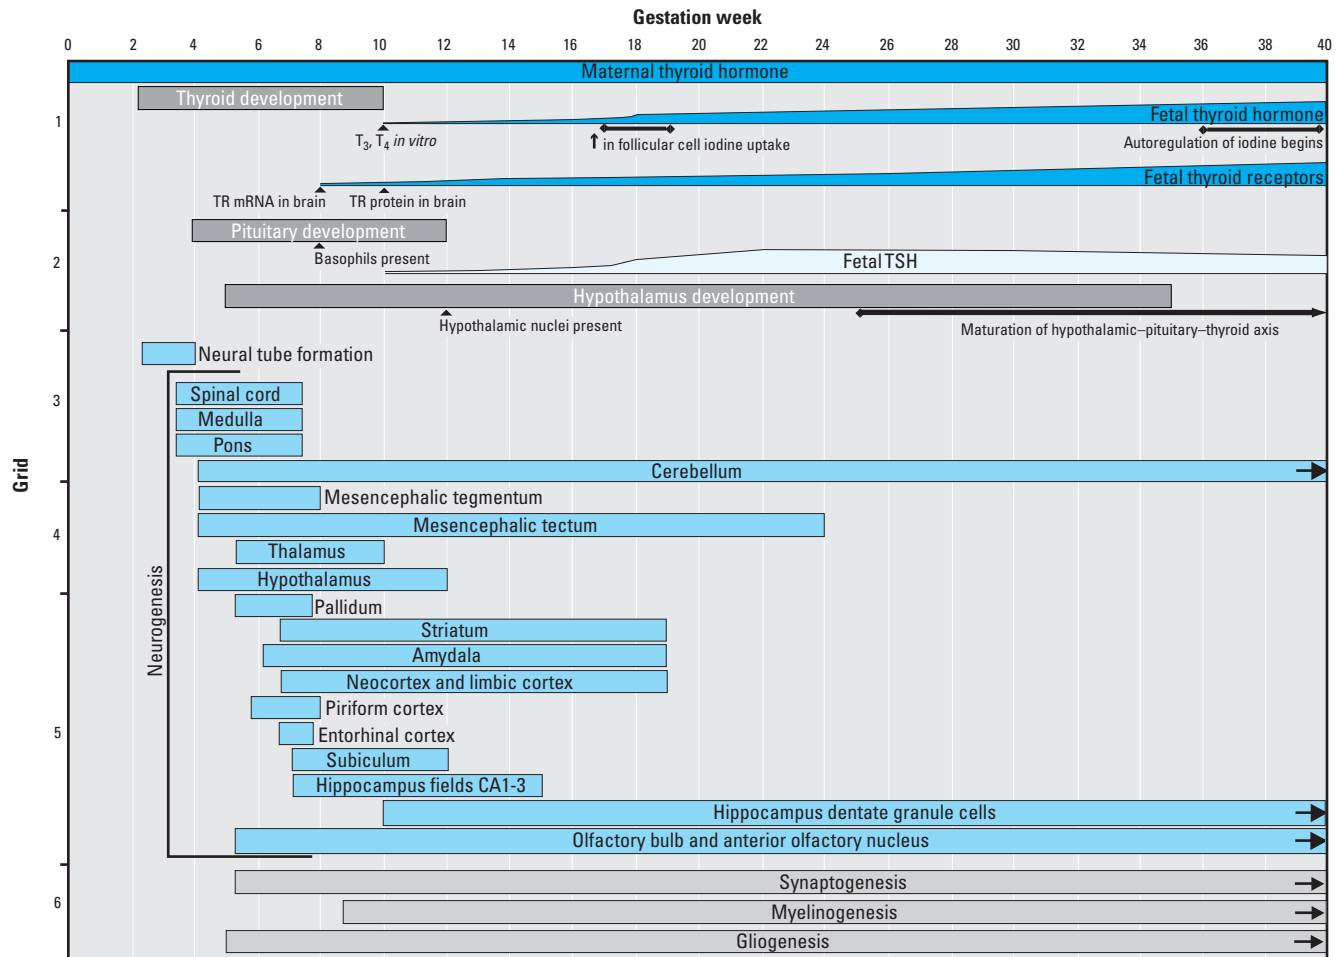 Gestation week
0 2 4 6 8 10 12 14 16 18 20 22 24 26 28 30 32 34 36 38 40
Maternal thyroid hormone
Thyroid development
1
Fetal thyroid hormone
T3, T4 in vitro
↑ in follicular cell iodine uptake
Autoregulation of iodine begins
Fetal thyroid receptors
TR mRNA in brain
TR protein in brain
Pituitary development
Basophils present
2
Fetal TSH
Hypothalamus development
Hypothalamic nuclei present
Maturation of hypothalamic–pituitary–thyroid axis
Neural tube formation
3
Spinal cord
Medulla
Pons
Grid
Cerebellum
Mesencephalic tegmentum
4
Mesencephalic tectum
Thalamus
Hypothalamus
Neurogenesis
Pallidum
Striatum
Amydala
Neocortex and limbic cortex
Piriform cortex
5
Entorhinal cortex
Subiculum
Hippocampus fields CA1-3
Hippocampus dentate granule cells
Olfactory bulb and anterior olfactory nucleus
Synaptogenesis
6
Myelinogenesis
Gliogenesis